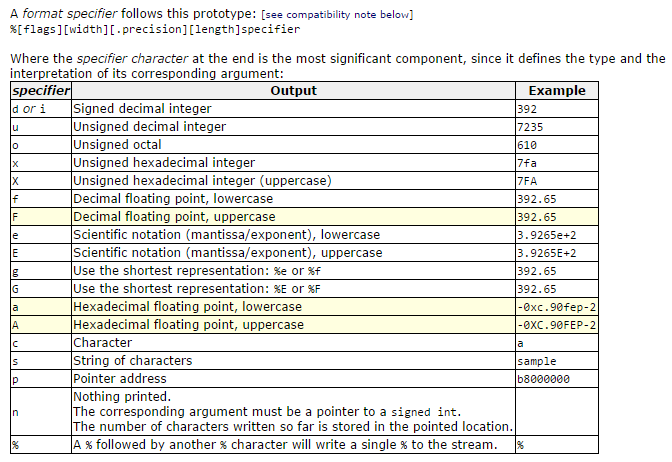 A format specifier follows this prototype: [see compatibility note below]
%[flags][width][.precision][length]specifier
Where the specifier character at the end is the most significant component, since it defines the type and the
interpretation of its corresponding argument:
specifier Output Example
d or i Signed decimal integer 392
u Unsigned decimal integer 7235
o Unsigned octal 610
x Unsigned hexadecimal integer 7fa
X Unsigned hexadecimal integer (uppercase) 7FA
f Decimal floating point, lowercase 392.65
F Decimal floating point, uppercase 392.65
e Scientific notation (mantissa/exponent), lowercase 3.9265e+2
E Scientific notation (mantissa/exponent), uppercase 3.9265E+2
g Use the shortest representation: %e or %f 392.65
G Use the shortest representation: %E or %F 392.65
a Hexadecimal floating point, lowercase -0xc.90fep-2
A Hexadecimal floating point, uppercase -0XC.90FEP-2
c Character a
s String of characters sample
p Pointer address b8000000
Nothing printed.
n The corresponding argument must be a pointer to a signed int.
The number of characters written so far is stored in the pointed location.
% A % followed by another % character will write a single % to the stream. %